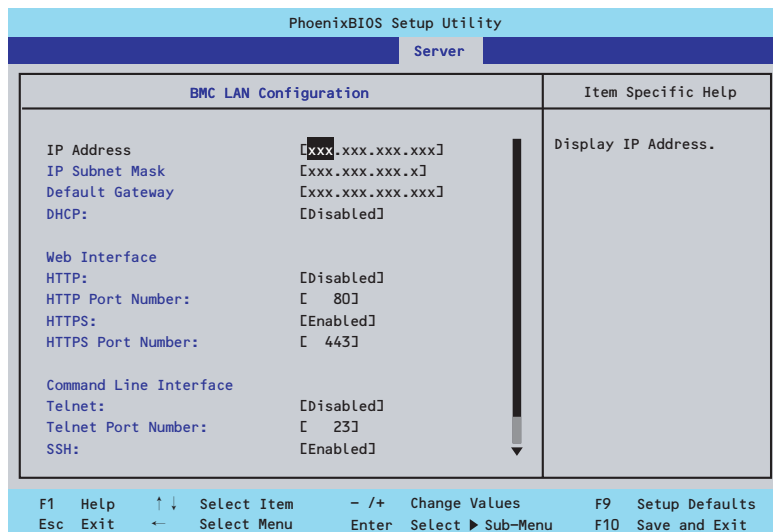 PhoenixBIOS Setup Utility
Server
BMC LAN Configuration
Item Specific Help
IP Address [xxx.xxx.xxx.xxx]
IP Subnet Mask [xxx.xxx.xxx.x]
Default Gateway [xxx.xxx.xxx.xxx]
DHCP: [Disabled]
Web Interface
HTTP: [Disabled]
HTTP Port Number: [ 80]
HTTPS: [Enabled]
HTTPS Port Number: [ 443]
Command Line Interface
Telnet: [Disabled]
Telnet Port Number: [ 23]
SSH: [Enabled]
Display IP Address.
F1 Help ↑↓ Select Item - /+ Change Values F9 Setup Defaults
Esc Exit ← Select Menu Enter Select ▶ Sub-Menu F10 Save and Exit